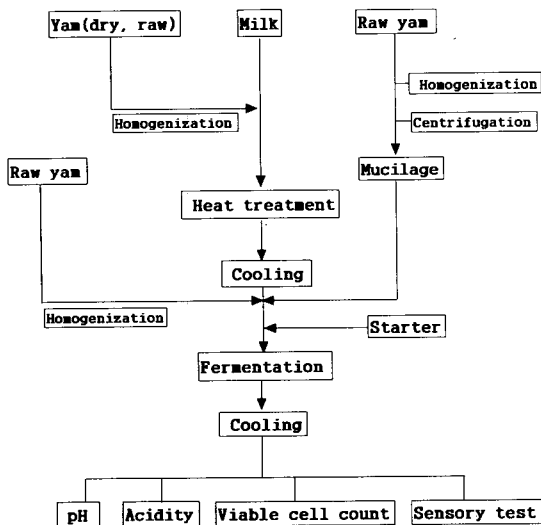 Yam(dry, raw)
Milk
Raw yam
Homogenization
Homogenization
Centrifugation
Raw yam
Mucilage
Heat treatment
Cooling
Homogenization
Starter
Fermentation
Cooling
pH
Acidity
Viable cell count
Sensory test